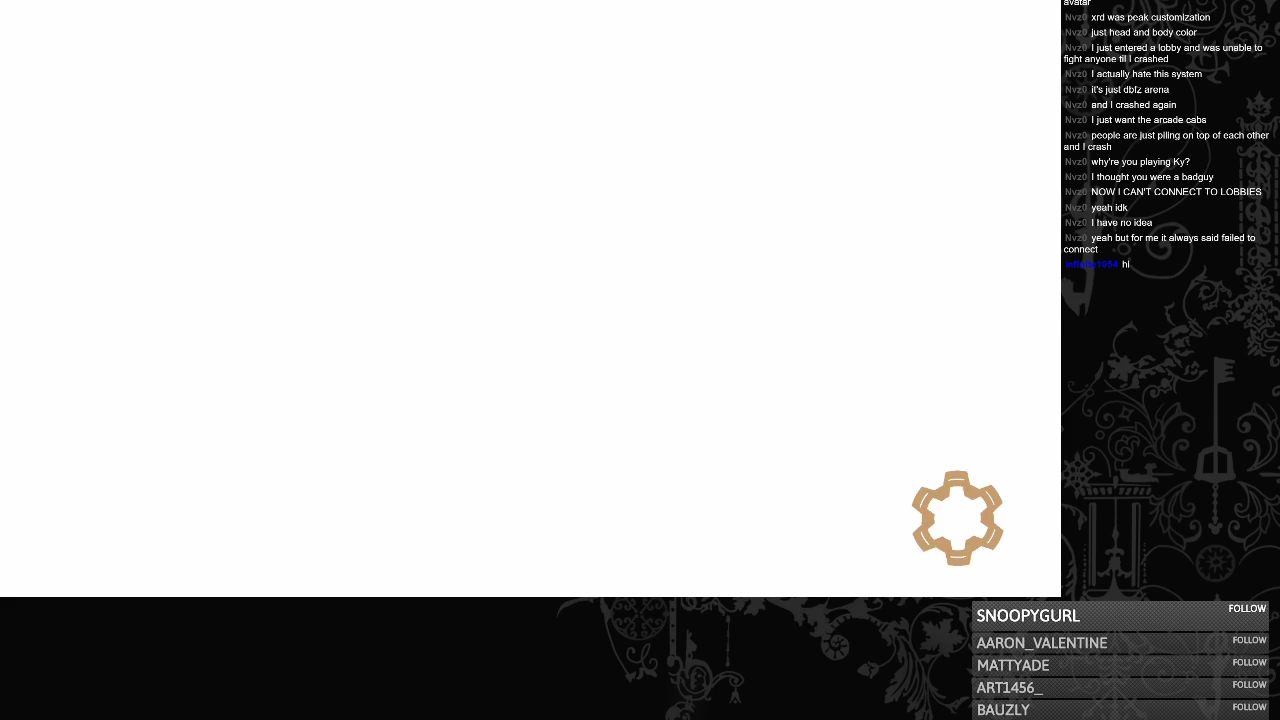 avatar
Nvz0 xrd was peak customization
Nvz0 just head and body color
Nvz0 I just entered a lobby and was unable to
fight anyone til I crashed
Nvz0 I actually hate this system
Nvz0 it's just dbfz arena
Nvz0 and I crashed again
Nvz0 I just want the arcade cabs
Nvz0 people are just piling on top of each other
and I crash
Nvz0 why're you playing Ky?
Nvz0 I thought you were a badguy
Nvz0 NOW I CAN'T CONNECT TO LOBBIES
Nvz0 yeah idk
Nvz0 I have no idea
Nvz0 yeah but for me it always said failed to
connect
hi
SNOOPYGURL FOLLOW
AARON_VALENTINE FOLLOW
MATTYADE FOLLOW
ART1456_ FOLLOW
BAUZLY FOLLOW